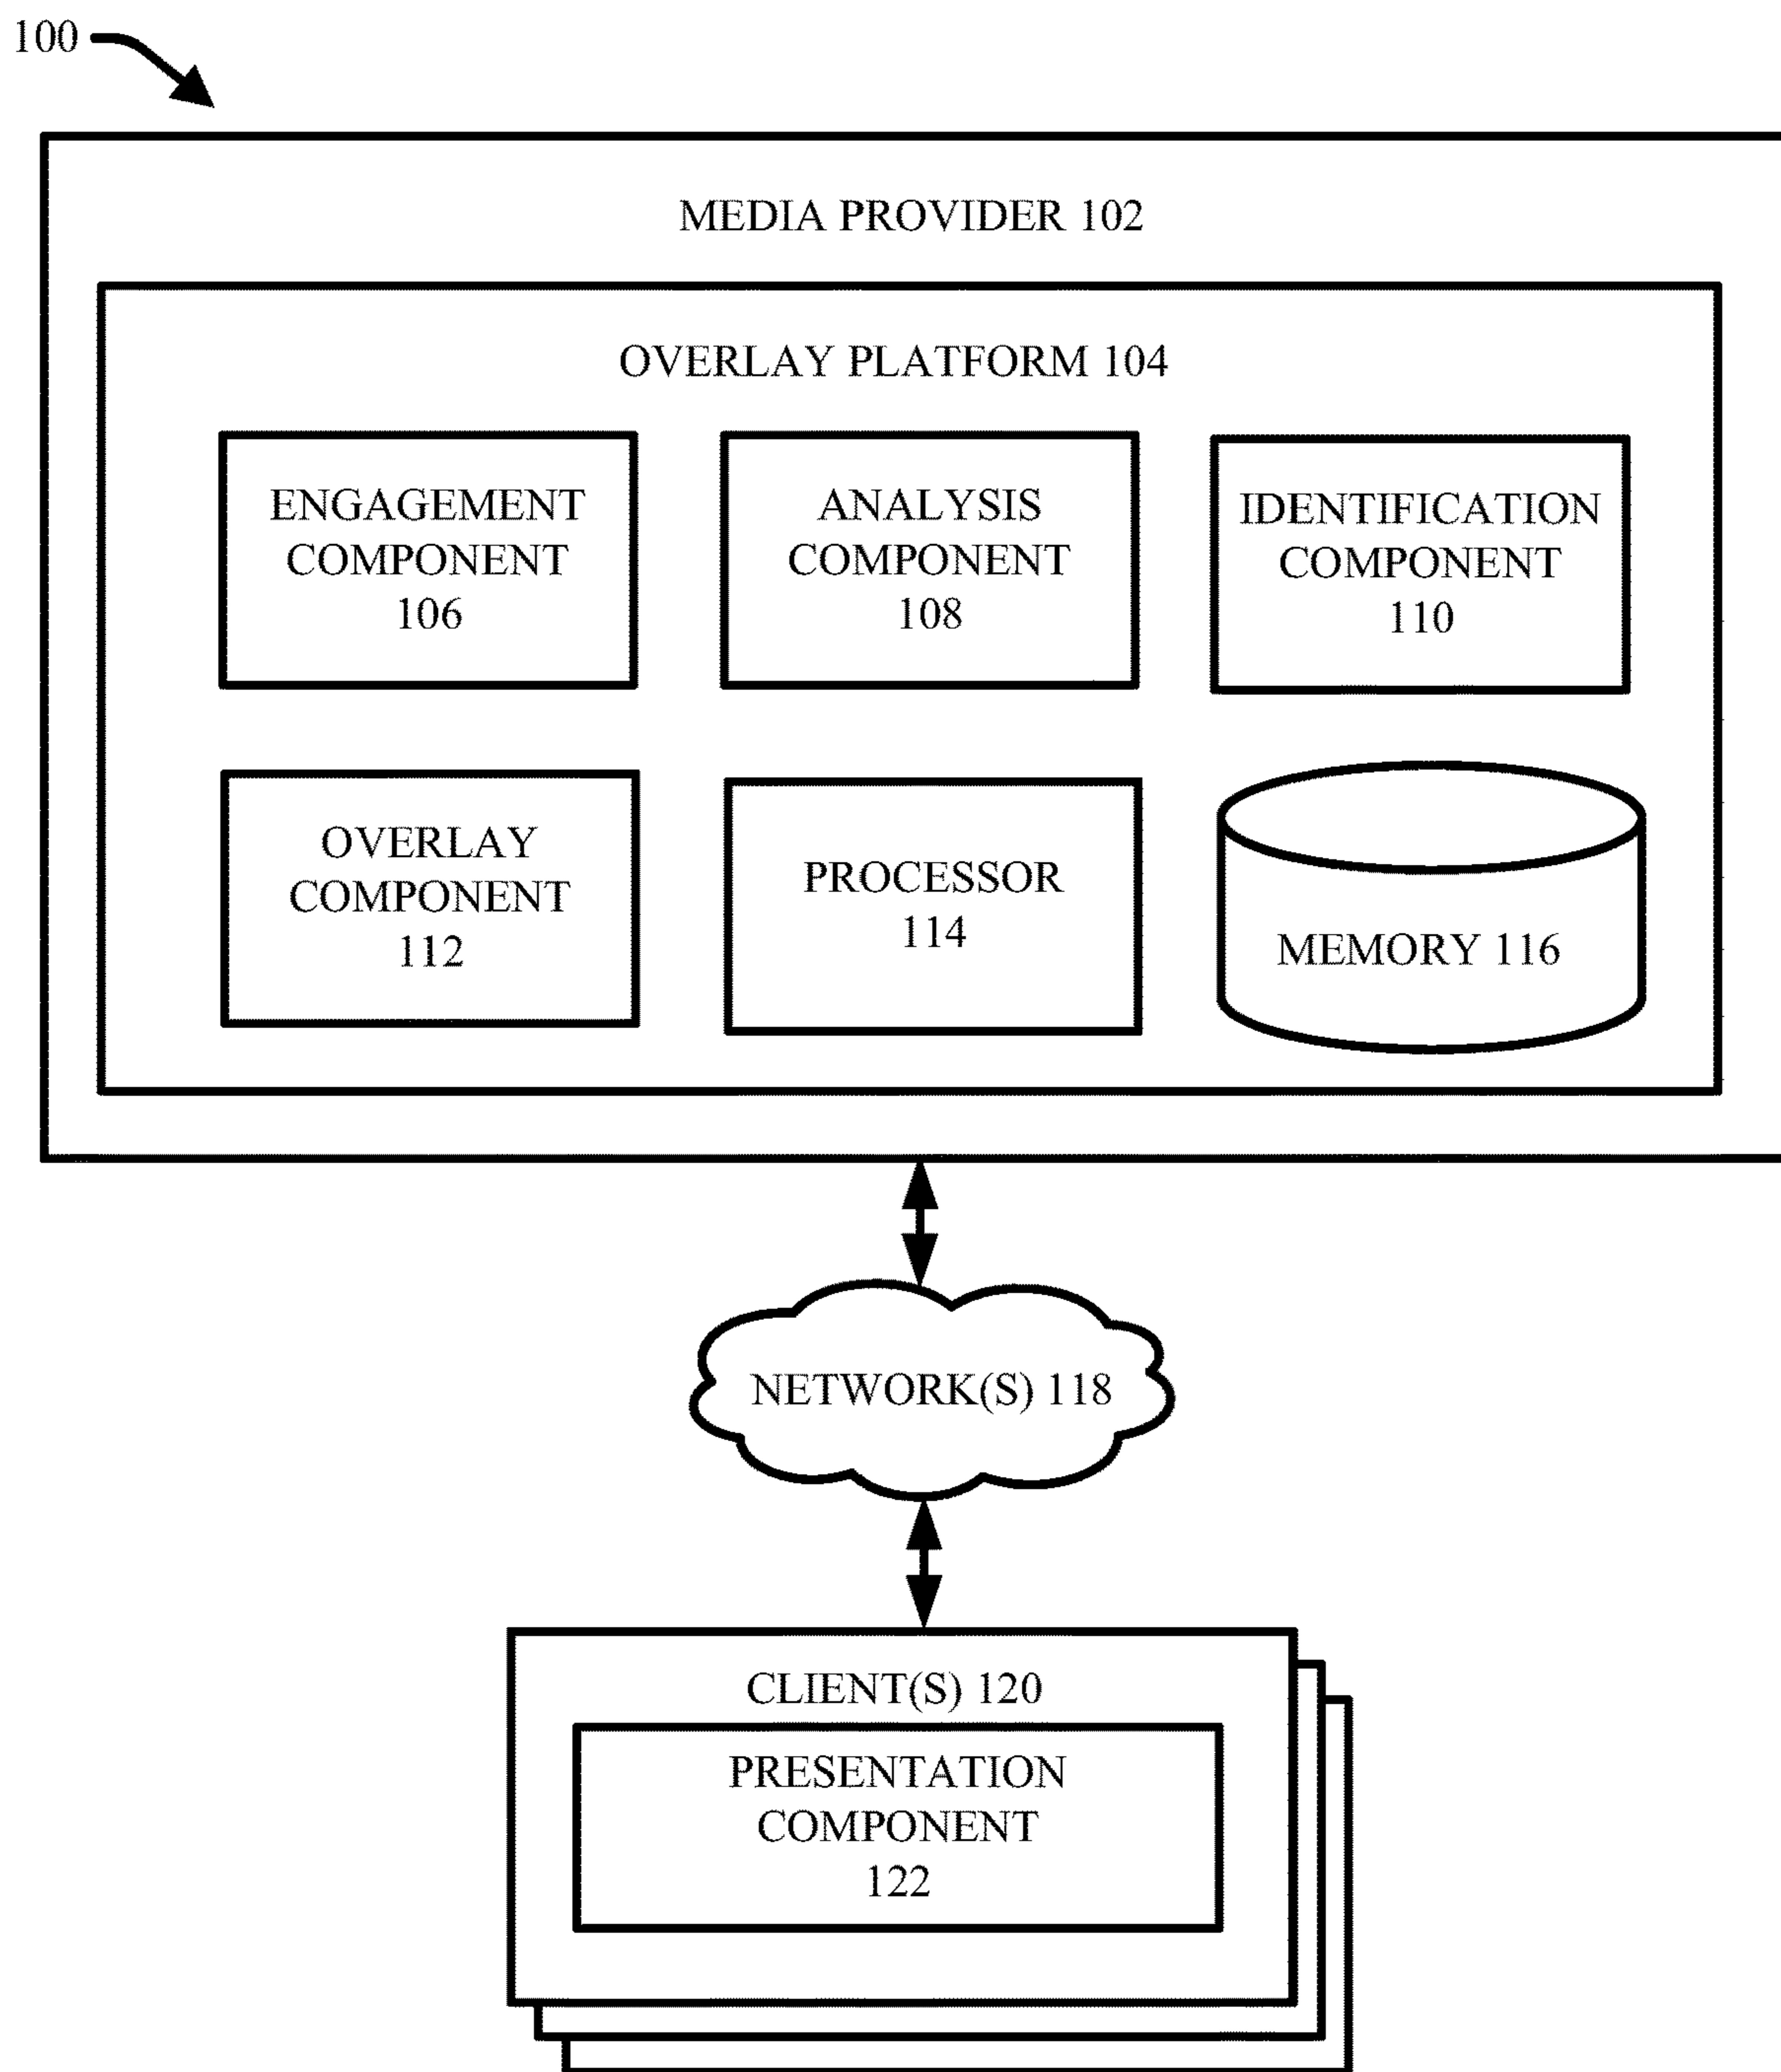 100
MEDIA PROVIDER 102
OVERLAY PLATFORM 104
ENGAGEMENT
COMPONENT
106
ANALYSIS
COMPONENT
108
IDENTIFICATION
COMPONENT
110
OVERLAY
COMPONENT
112
PROCESSOR
114
MEMORY 116
NETWORK(S) 118
CLIENT(S) 120
PRESENTATION
COMPONENT
122